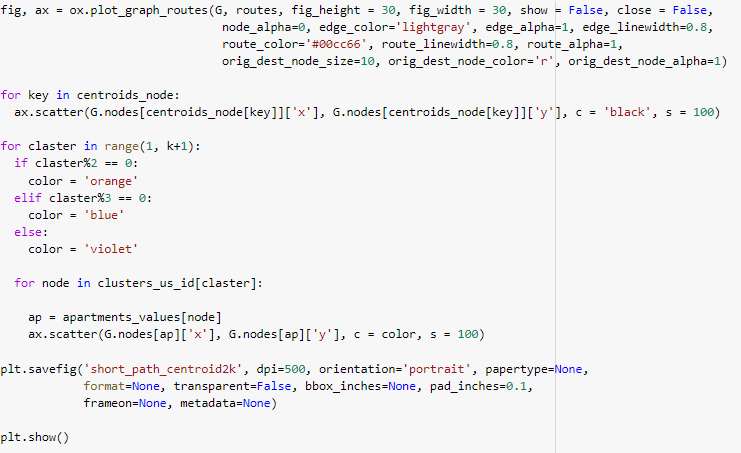 fig, ax = ox.plot_graph_routes(G, routes, fig_height = 30, fig_width = 30, show = False, close = False,
                               node_alpha=0, edge_color='lightgray', edge_alpha=1, edge_linewidth=0.8,
                               route_color='#00cc66', route_linewidth=0.8, route_alpha=1,
                               orig_dest_node_size=10, orig_dest_node_color='r', orig_dest_node_alpha=1)

for key in centroids_node:
  ax.scatter(G.nodes[centroids_node[key]]['x'], G.nodes[centroids_node[key]]['y'], c = 'black', s = 100)

for claster in range(1, k+1):
  if claster%2 == 0:
    color = 'orange'
  elif claster%3 == 0:
    color = 'blue'
  else:
    color = 'violet'

  for node in clusters_us_id[claster]:

    ap = apartments_values[node]
    ax.scatter(G.nodes[ap]['x'], G.nodes[ap]['y'], c = color, s = 100)

plt.savefig('short_path_centroid2k', dpi=500, orientation='portrait', papertype=None,
            format=None, transparent=False, bbox_inches=None, pad_inches=0.1,
            frameon=None, metadata=None)

plt.show()